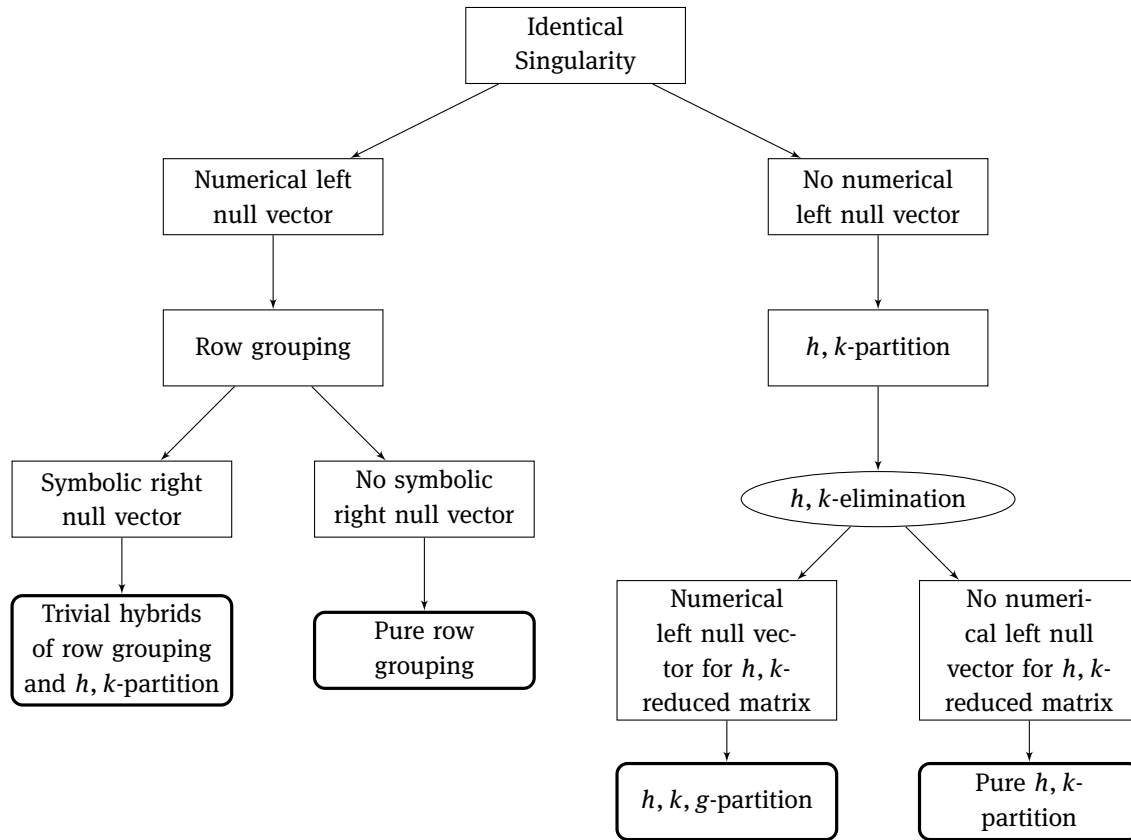 Identical
Singularity
Numerical left
null vector
No numerical
left null vector
Row grouping
h, k-partition
Symbolic right
null vector
No symbolic
right null vector
h, k-elimination
Trivial hybrids
of row grouping
and h, k-partition
Pure row
grouping
Numerical
left null vec-
tor for h, k-
reduced matrix
No numeri-
cal left null
vector for h, k-
reduced matrix
h, k, g-partition
Pure h, k-
partition